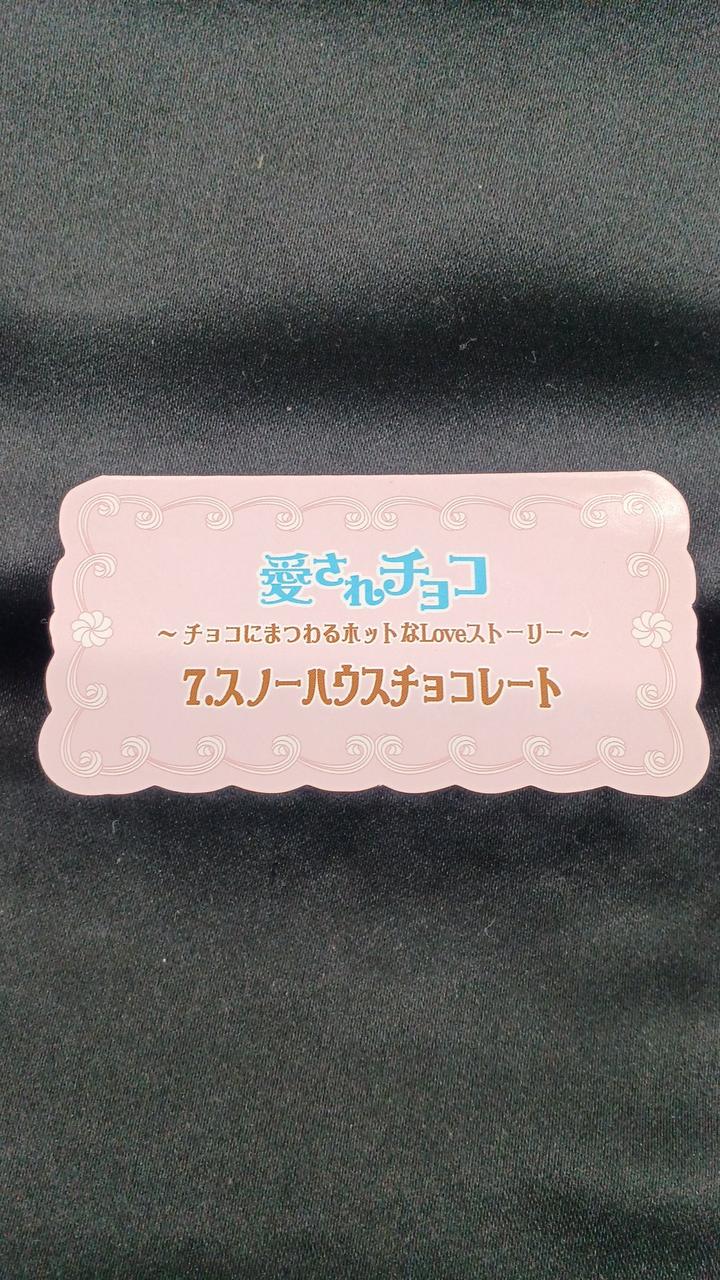 愛されチョコ
～チョコにまつわるホットなLoveストーリー～
7.スノーハウスチョコレート